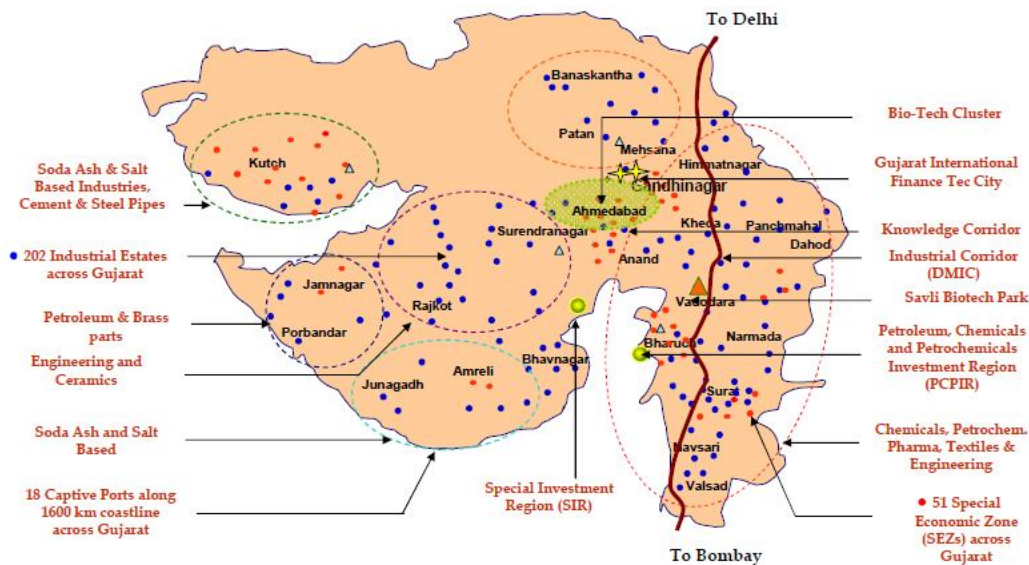 To Delhi
Banaskantha
Patan
Mehsana
Himmatnagar
Gandhinagar
Kutch
Ahmedabad
Surendranagar
Kheda
Panchmahal
Dahod
Anand
Jamnagar
Rajkot
Vadodara
Porbandar
Bharuch
Narmada
Bhavnagar
Amreli
Junagadh
Surat
Navsari
Valsad
To Bombay
Soda Ash & Salt
Based Industries,
Cement & Steel Pipes
202 Industrial Estates
across Gujarat
Petroleum & Brass
parts
Engineering and
Ceramics
Soda Ash and Salt
Based
18 Captive Ports along
1600 km coastline
across Gujarat
Special Investment
Region (SIR)
Bio-Tech Cluster
Gujarat International
Finance Tec City
Knowledge Corridor
Industrial Corridor
(DMIC)
Savli Biotech Park
Petroleum, Chemicals
and Petrochemicals
Investment Region
(PCPIR)
Chemicals, Petrochem.
Pharma, Textiles &
Engineering
51 Special
Economic Zone
(SEZs) across
Gujarat